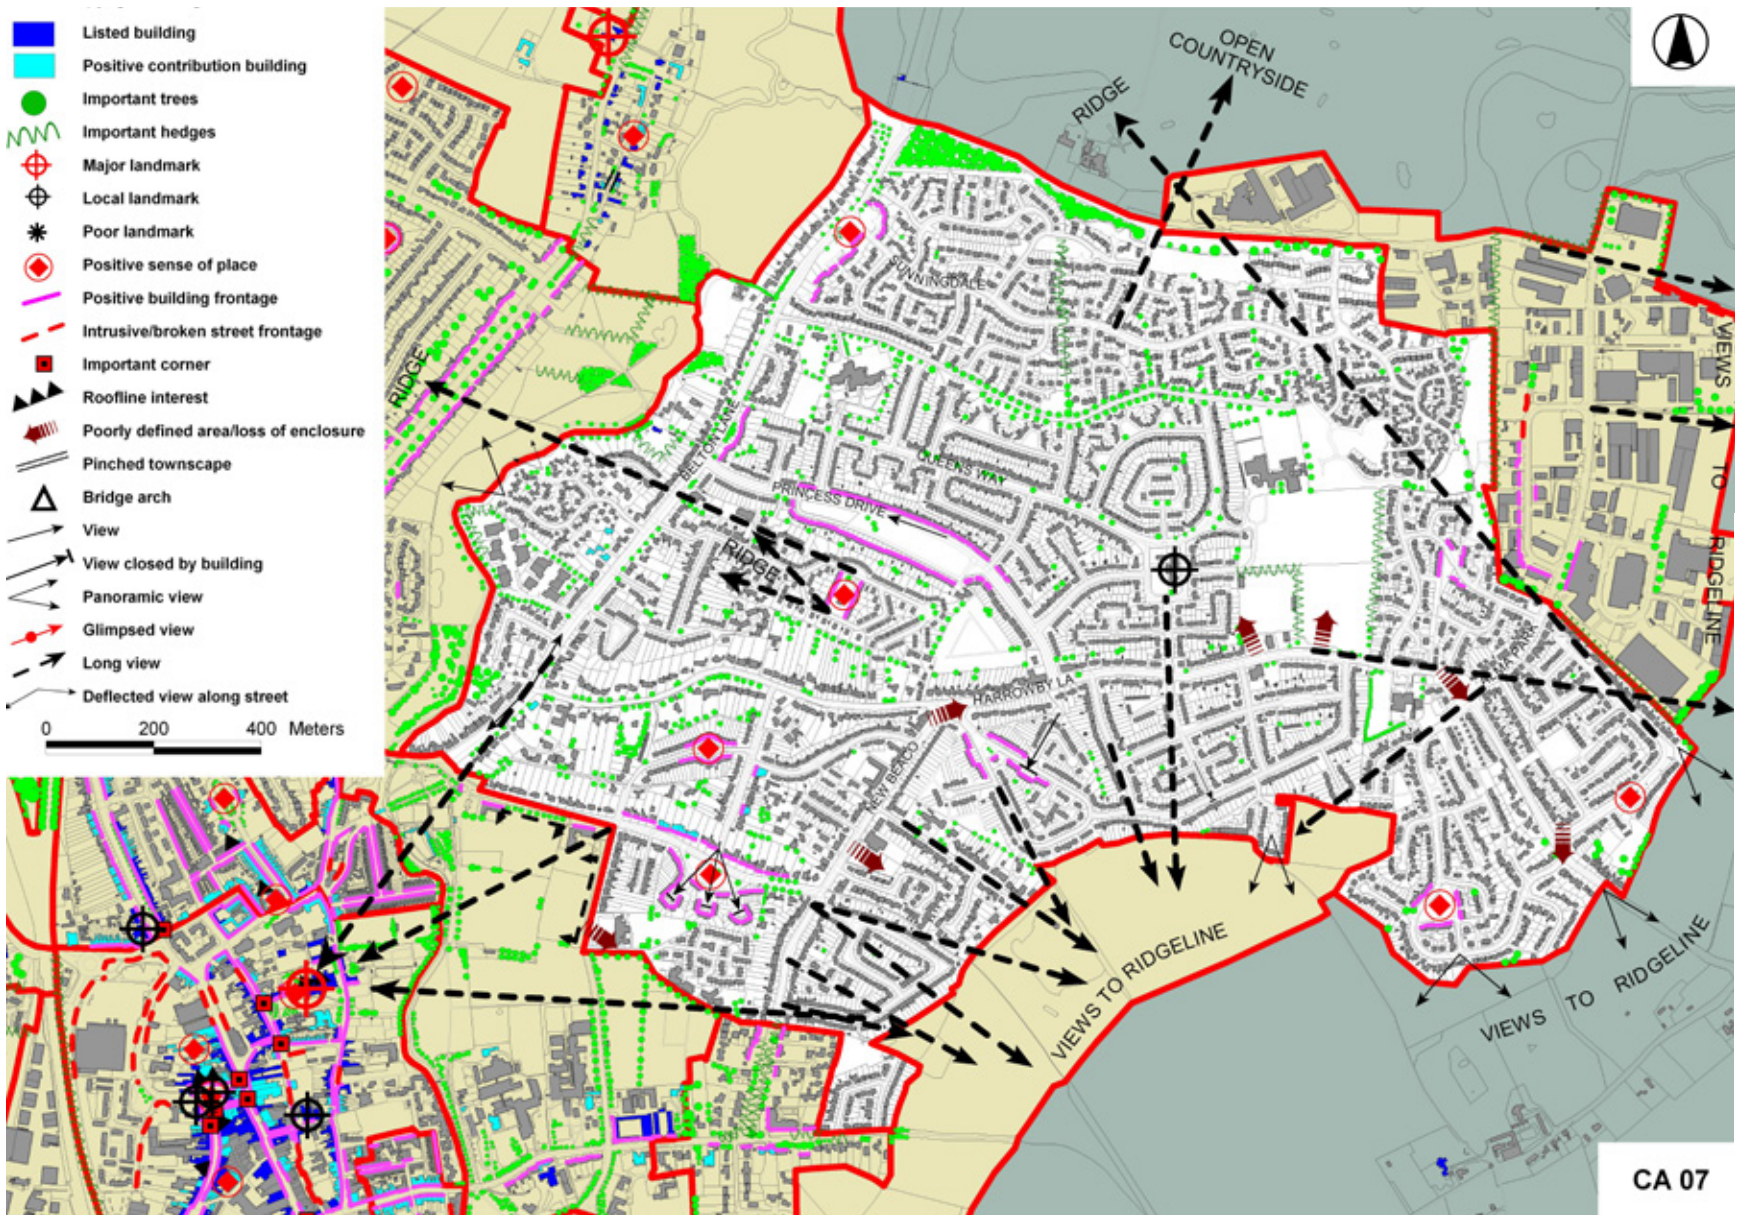 Listed building
Positive contribution building
Important trees
Important hedges
Major landmark
Local landmark
Poor landmark
Positive sense of place
Positive building frontage
Intrusive/broken street frontage
Important corner
Roofline interest
Poorly defined area/loss of enclosure
Pinched townscape
Bridge arch
View
View closed by building
Panoramic view
Glimpsed view
Long view
Deflected view along street
0 200 400 Meters
OPEN
COUNTRYSIDE
RIDGE
SUNNINGDALE
RIDGE
BELTON LANE
QUEENS WAY
PRINCESS DRIVE
RIDGE
HARROWBY LA
NEW BEACO
MA PARK
VIEWS TO RIDGELINE
VIEWS TO RIDGELINE
VIEWS TO RIDGELINE
CA 07